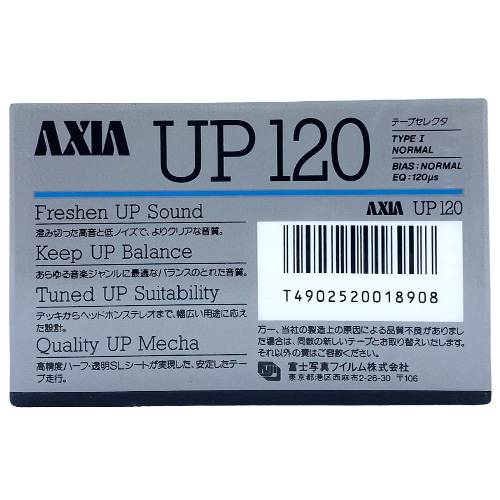 AXIA UP 120
テープセレクタ
TYPE I
NORMAL
BIAS:NORMAL
EQ:120μs
Freshen UP Sound
澄み切った高音と低ノイズで、よりクリアな音質。
Keep UP Balance
あらゆる音楽ジャンルに最適なバランスのとれた音質。
Tuned UP Suitability
デッキからヘッドホンステレオまで、幅広い用途に応え
た設計。
Quality UP Mecha
高精度ハーフ・透明SLシートが実現した、安定したテー
プ走行。
AXIA UP 120
T4902520018908
万一、当社の製造上の原因による品質不良がありまし
た場合は、同数の新しいテープとお取り替えいたします。
それ以外の責はご容赦ください。
富士写真フイルム株式会社
東京都港区西麻布2-26-30 〒106